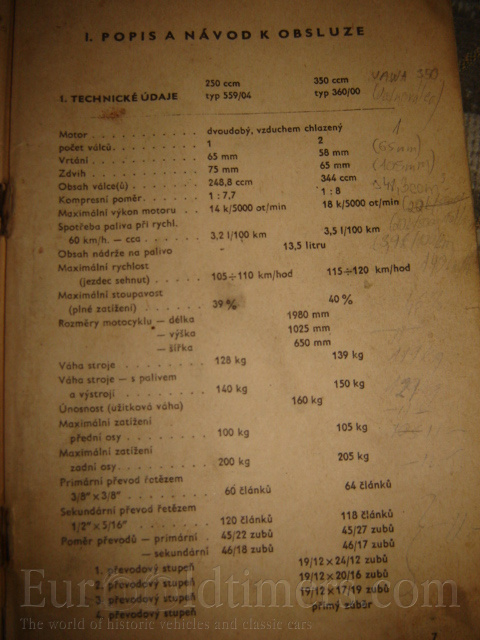 I. POPIS A NÁVOD K OBSLUZE
250 ccm 350 ccm JAWA 350
1. TECHNICKÉ ÚDAJE typ 559/04 typ 360/00
Motor . . . . . . . . . . dvoudobý, vzduchem chlazený
počet válců. . . . . . . . . 1 2 1
Vrtání . . . . . . . . . . 65 mm 58 mm (65mm)
Zdvih . . . . . . . . . . 75 mm 65 mm
Obsah válce(ů) . . . . . . . 248,8 ccm 344 ccm
Kompresní poměr. . . . . . . 1 : 7,7 1 : 8
Maximální výkon motoru . . . 14 k/5000 ot/min 18 k/5000 ot/min
Spotřeba paliva při rychl.
60 km/h. — cca . . . . . . 3,2 l/100 km 3,5 l/100 km
Obsah nádrže na palivo 13,5 litru
Maximální rychlost
(jezdec sehnut) . . . . . . 105÷110 km/hod 115÷120 km/hod
Maximální stoupavost
(plné zatížení) . . . . . . 39 % 40 %
Rozměry motocyklu — délka 1980 mm
— výška 1025 mm
— šířka 650 mm
Váha stroje . . . . . . . . 128 kg 139 kg
Váha stroje — s palivem
a výstrojí . . . . . . . . 140 kg 150 kg
Únosnost (užitková váha) 160 kg
Maximální zatížení
přední osy . . . . . . . . 100 kg 105 kg
Maximální zatížení
zadní osy. . . . . . . . . 200 kg 205 kg
Primární převod řetězem
3/8″×3/8″ . . . . . . . . 60 článků 64 článků
Sekundární převod řetězem
1/2″×5/16″ . . . . . . . . 120 článků 118 článků
Poměr převodů — primární 45/22 zubů 45/27 zubů
— sekundární 46/18 zubů 46/17 zubů
1. převodový stupeň 19/12×24/12 zubů
2. převodový stupeň 19/12×20/16 zubů
3. převodový stupeň 19/12×17/19 zubů
4. převodový stupeň přímý záběr
The world of historic vehicles and classic cars